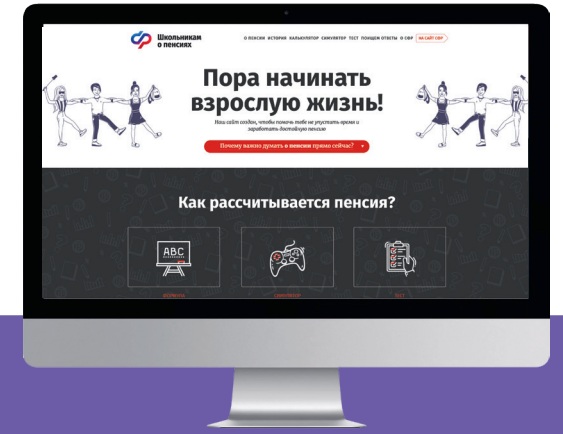 Школьникам
о пенсиях
О ПЕНСИИ ИСТОРИЯ КАЛЬКУЛЯТОР СИМУЛЯТОР ТЕСТ ПОИЩЕМ ОТВЕТЫ О СФР НА САЙТ СФР
Пора начинать
взрослую жизнь!
Наш сайт создан, чтобы помочь тебе не упустить время и
заработать достойную пенсию
Почему важно думать о пенсии прямо сейчас?
Как рассчитывается пенсия?
ABC
СИМУЛЯТОР
ТЕСТ